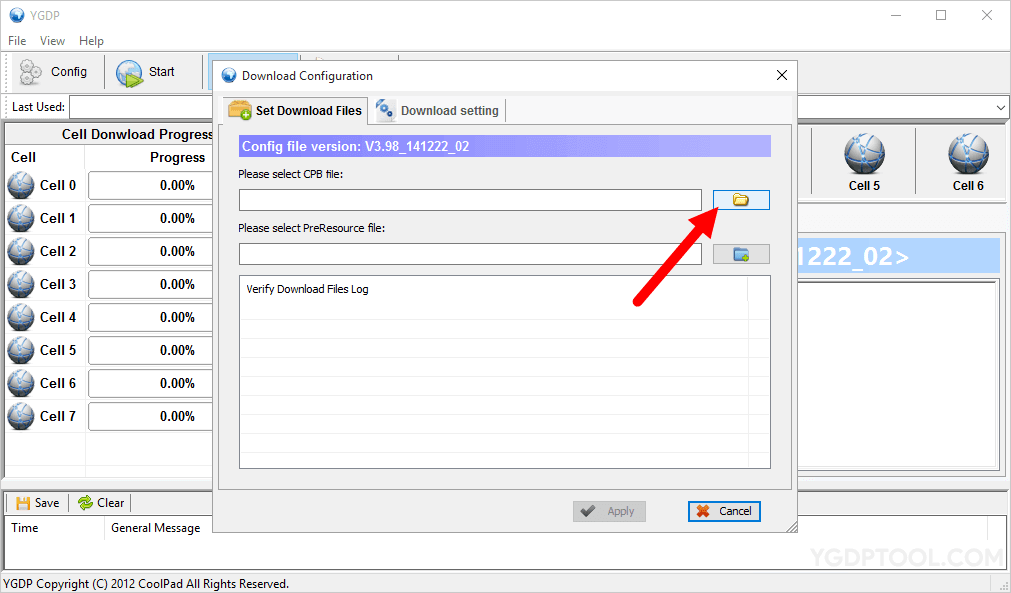 YGDP
File View Help
Config Start
Last Used:
Cell Donwload Progress
Cell Progress
Cell 0 0.00%
Cell 1 0.00%
Cell 2 0.00%
Cell 3 0.00%
Cell 4 0.00%
Cell 5 0.00%
Cell 6 0.00%
Cell 7 0.00%
Download Configuration
Set Download Files Download setting
Config file version: V3.98_141222_02
Please select CPB file:
Please select PreResource file:
Verify Download Files Log
Apply Cancel
Cell 5 Cell 6
1222_02>
Save Clear
Time General Message
YGDPTOOL.COM
YGDP Copyright (C) 2012 CoolPad All Rights Reserved.